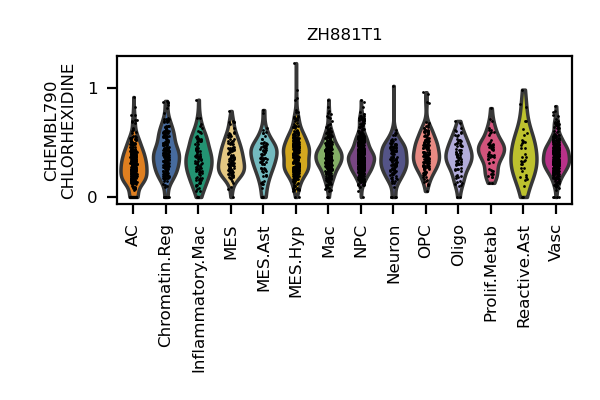 ZH881T1
CHEMBL790
CHLORHEXIDINE
1
0
AC
Chromatin.Reg
Inflammatory.Mac
MES
MES.Ast
MES.Hyp
Mac
NPC
Neuron
OPC
Oligo
Prolif.Metab
Reactive.Ast
Vasc